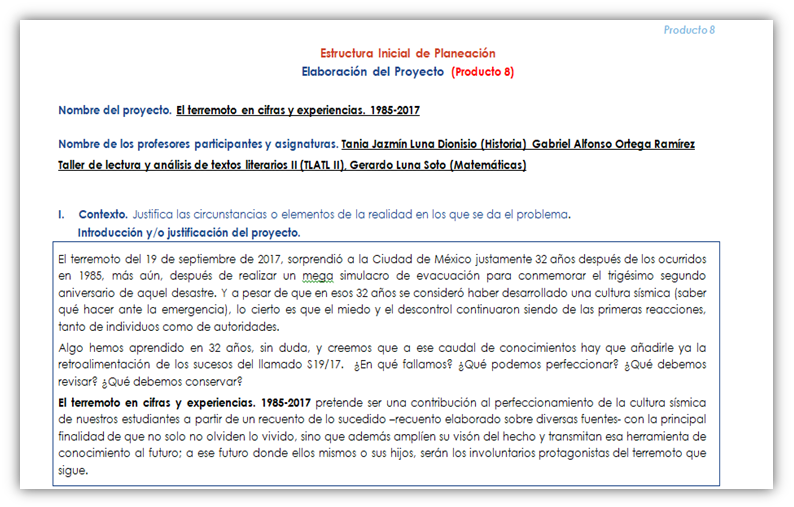 Producto 8
Estructura Inicial de Planeación
Elaboración del Proyecto (Producto 8)
Nombre del proyecto. El terremoto en cifras y experiencias. 1985-2017
Nombre de los profesores participantes y asignaturas. Tania Jazmín Luna Dionisio (Historia) Gabriel Alfonso Ortega Ramírez
Taller de lectura y análisis de textos literarios II (TLATL II), Gerardo Luna Soto (Matemáticas)
I. Contexto. Justifica las circunstancias o elementos de la realidad en los que se da el problema.
Introducción y/o justificación del proyecto.
El terremoto del 19 de septiembre de 2017, sorprendió a la Ciudad de México justamente 32 años después de los ocurridos
en 1985, más aún, después de realizar un mega simulacro de evacuación para conmemorar el trigésimo segundo
aniversario de aquel desastre. Y a pesar de que en esos 32 años se consideró haber desarrollado una cultura sísmica (saber
qué hacer ante la emergencia), lo cierto es que el miedo y el descontrol continuaron siendo de las primeras reacciones,
tanto de individuos como de autoridades.
Algo hemos aprendido en 32 años, sin duda, y creemos que a ese caudal de conocimientos hay que añadirle ya la
retroalimentación de los sucesos del llamado S19/17. ¿En qué fallamos? ¿Qué podemos perfeccionar? ¿Qué debemos
revisar? ¿Qué debemos conservar?
El terremoto en cifras y experiencias. 1985-2017 pretende ser una contribución al perfeccionamiento de la cultura sísmica
de nuestros estudiantes a partir de un recuento de lo sucedido –recuento elaborado sobre diversas fuentes- con la principal
finalidad de que no solo no olviden lo vivido, sino que además amplíen su visón del hecho y transmitan esa herramienta de
conocimiento al futuro; a ese futuro donde ellos mismos o sus hijos, serán los involuntarios protagonistas del terremoto que
sigue.